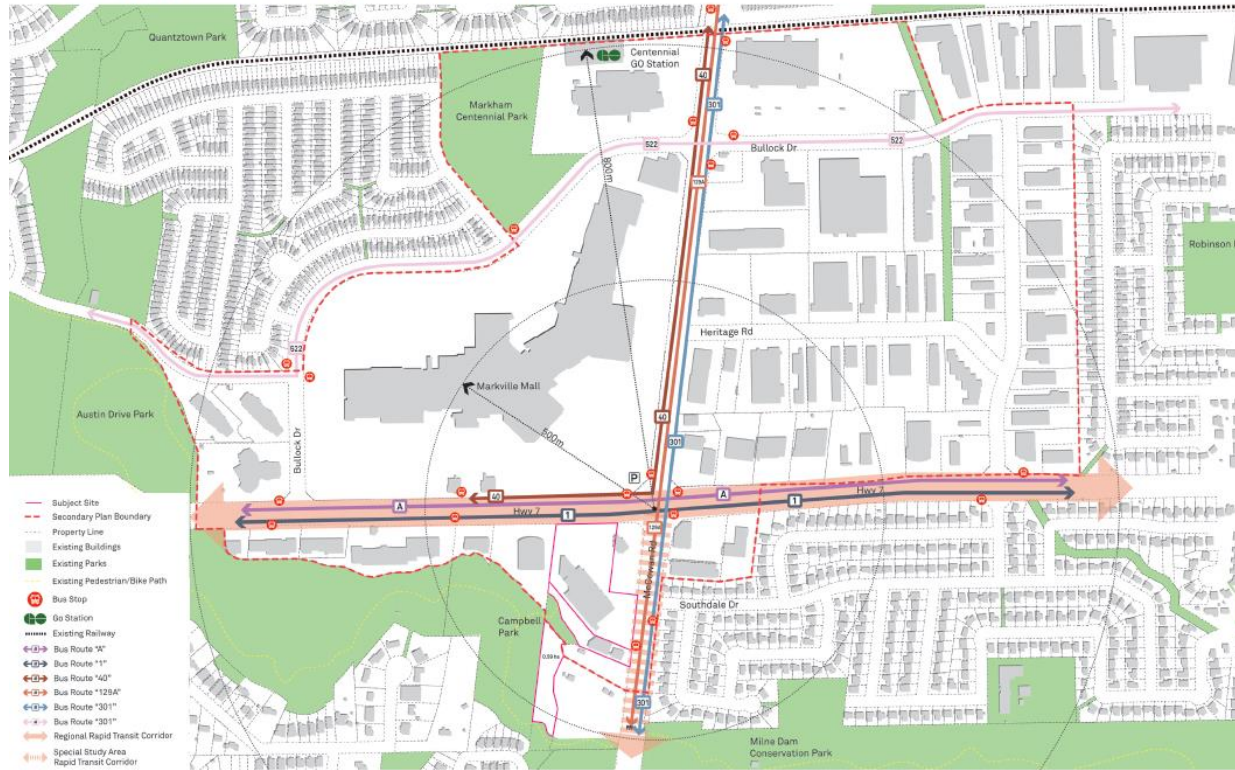 Quantztown Park
Centennial
GO Station
40
301
Markham
Centennial Park
522
Bullock Dr
522
800m
129A
Robinson
Heritage Rd
522
Markville Mall
Austin Drive Park
40
500m
301
Bullock Dr
P
40
A
A
Hwy 7
Hwy 7
1
1
129A
McCowan Rd
Southdale Dr
Campbell
Park
0.59 ha
301
Milne Dam
Conservation Park
Subject Site
Secondary Plan Boundary
Property Line
Existing Buildings
Existing Parks
Existing Pedestrian/Bike Path
Bus Stop
Go Station
Existing Railway
Bus Route "A"
Bus Route "1"
Bus Route "40"
Bus Route "129A"
Bus Route "301"
Bus Route "301"
Regional Rapid Transit Corridor
Special Study Area
Rapid Transit Corridor